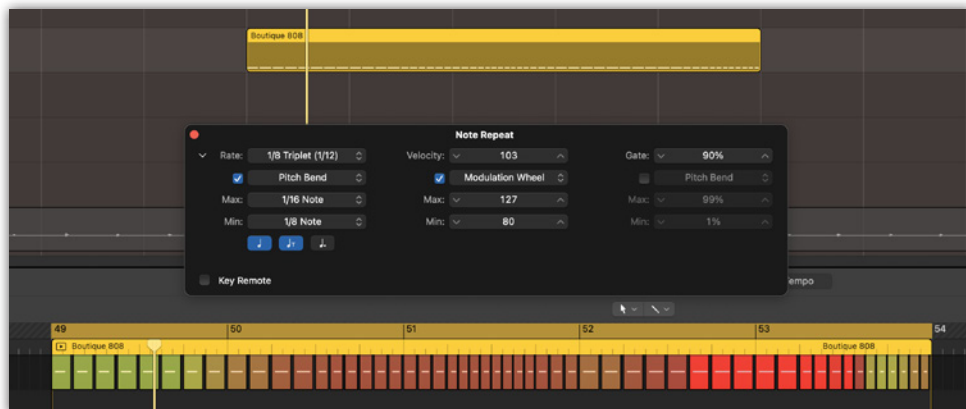 Boutique 808
Note Repeat
Rate: 1/8 Triplet (1/12) Velocity: 103 Gate: 90%
Pitch Bend Modulation Wheel Pitch Bend
Max: 1/16 Note Max: 127 Max: 99%
Min: 1/8 Note Min: 80 Min: 1%
Key Remote
empo
49 50 51 52 53 54
Boutique 808 Boutique 808